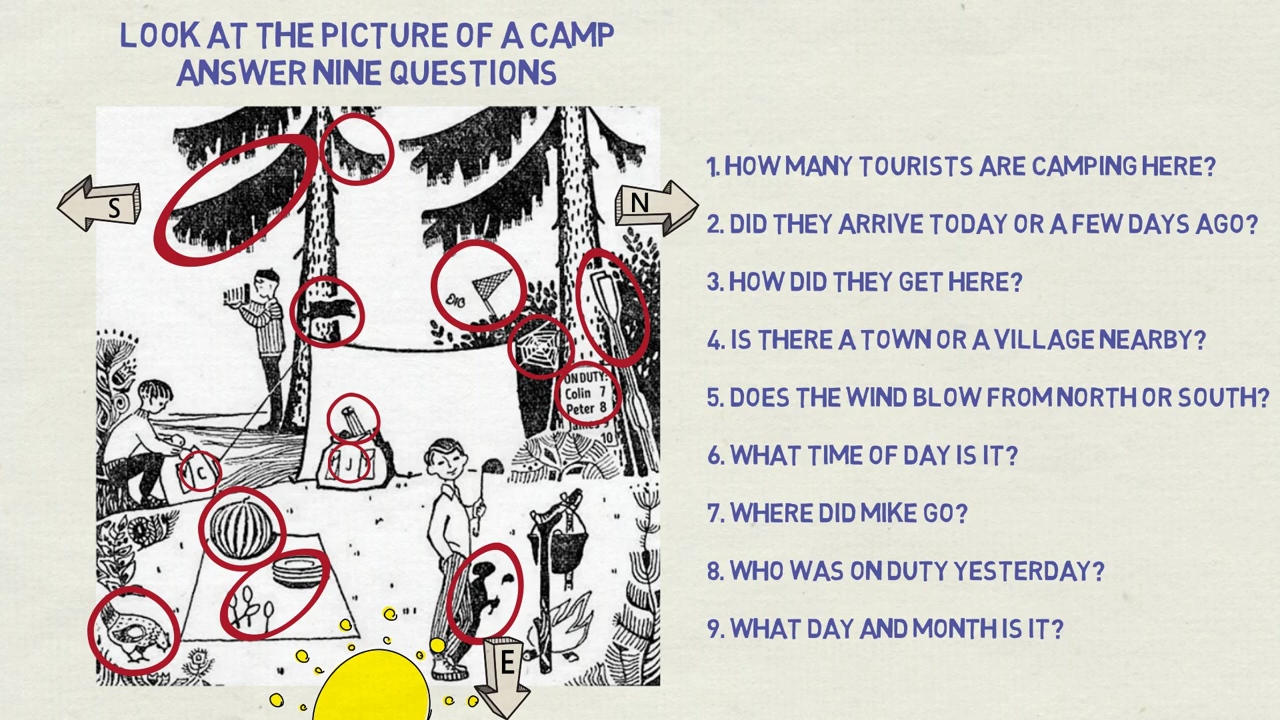 LOOK AT THE PICTURE OF A CAMP
ANSWER NINE QUESTIONS
S
N
1. HOW MANY TOURISTS ARE CAMPING HERE?
2. DID THEY ARRIVE TODAY OR A FEW DAYS AGO?
3. HOW DID THEY GET HERE?
4. IS THERE A TOWN OR A VILLAGE NEARBY?
5. DOES THE WIND BLOW FROM NORTH OR SOUTH?
6. WHAT TIME OF DAY IS IT?
7. WHERE DID MIKE GO?
8. WHO WAS ON DUTY YESTERDAY?
9. WHAT DAY AND MONTH IS IT?
ON DUTY:
Colin 7
Peter 8
10
C
J
E